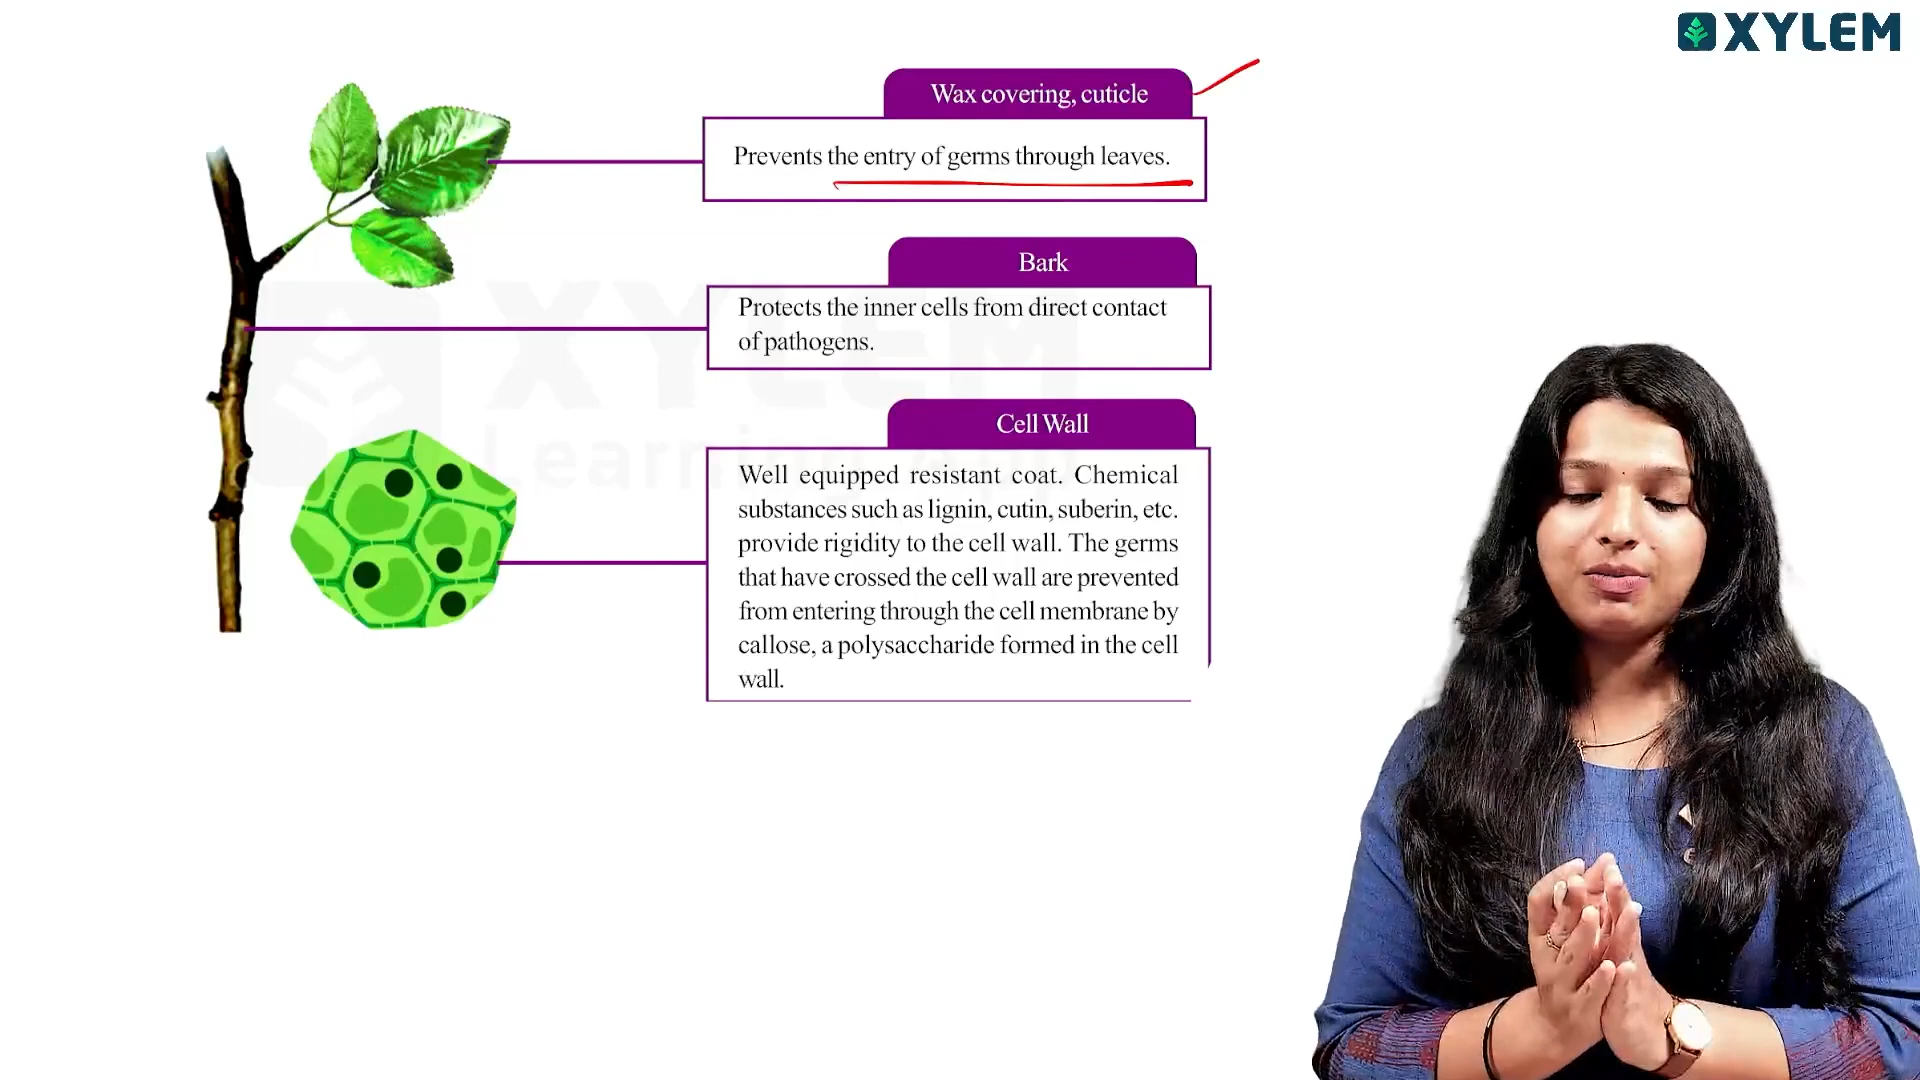 XYLEM
Wax covering, cuticle
Prevents the entry of germs through leaves.
Bark
Protects the inner cells from direct contact
of pathogens.
Cell Wall
Well equipped resistant coat. Chemical
substances such as lignin, cutin, suberin, etc.
provide rigidity to the cell wall. The germs
that have crossed the cell wall are prevented
from entering through the cell membrane by
callose, a polysaccharide formed in the cell
wall.
XYLEM
Learning App